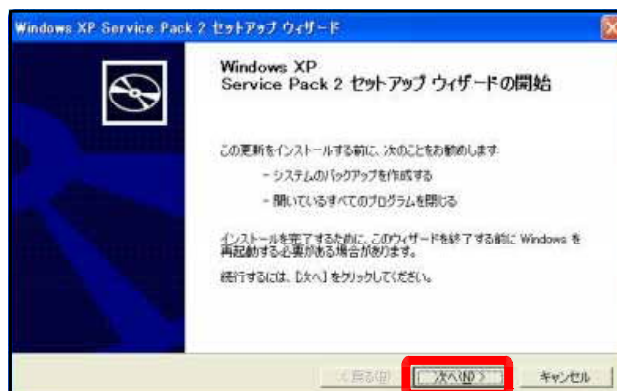 Windows XP Service Pack 2 セットアップ ウィザード
Windows XP
Service Pack 2 セットアップ ウィザードの開始
この更新をインストールする前に、次のことをお勧めします
- システムのバックアップを作成する
- 開いているすべてのプログラムを閉じる
インストールを完了するために、このウィザードを終了する前に Windows を
再起動する必要がある場合があります。
続行するには、[次へ] をクリックしてください。
< 戻る(B) 次へ(N) > キャンセル